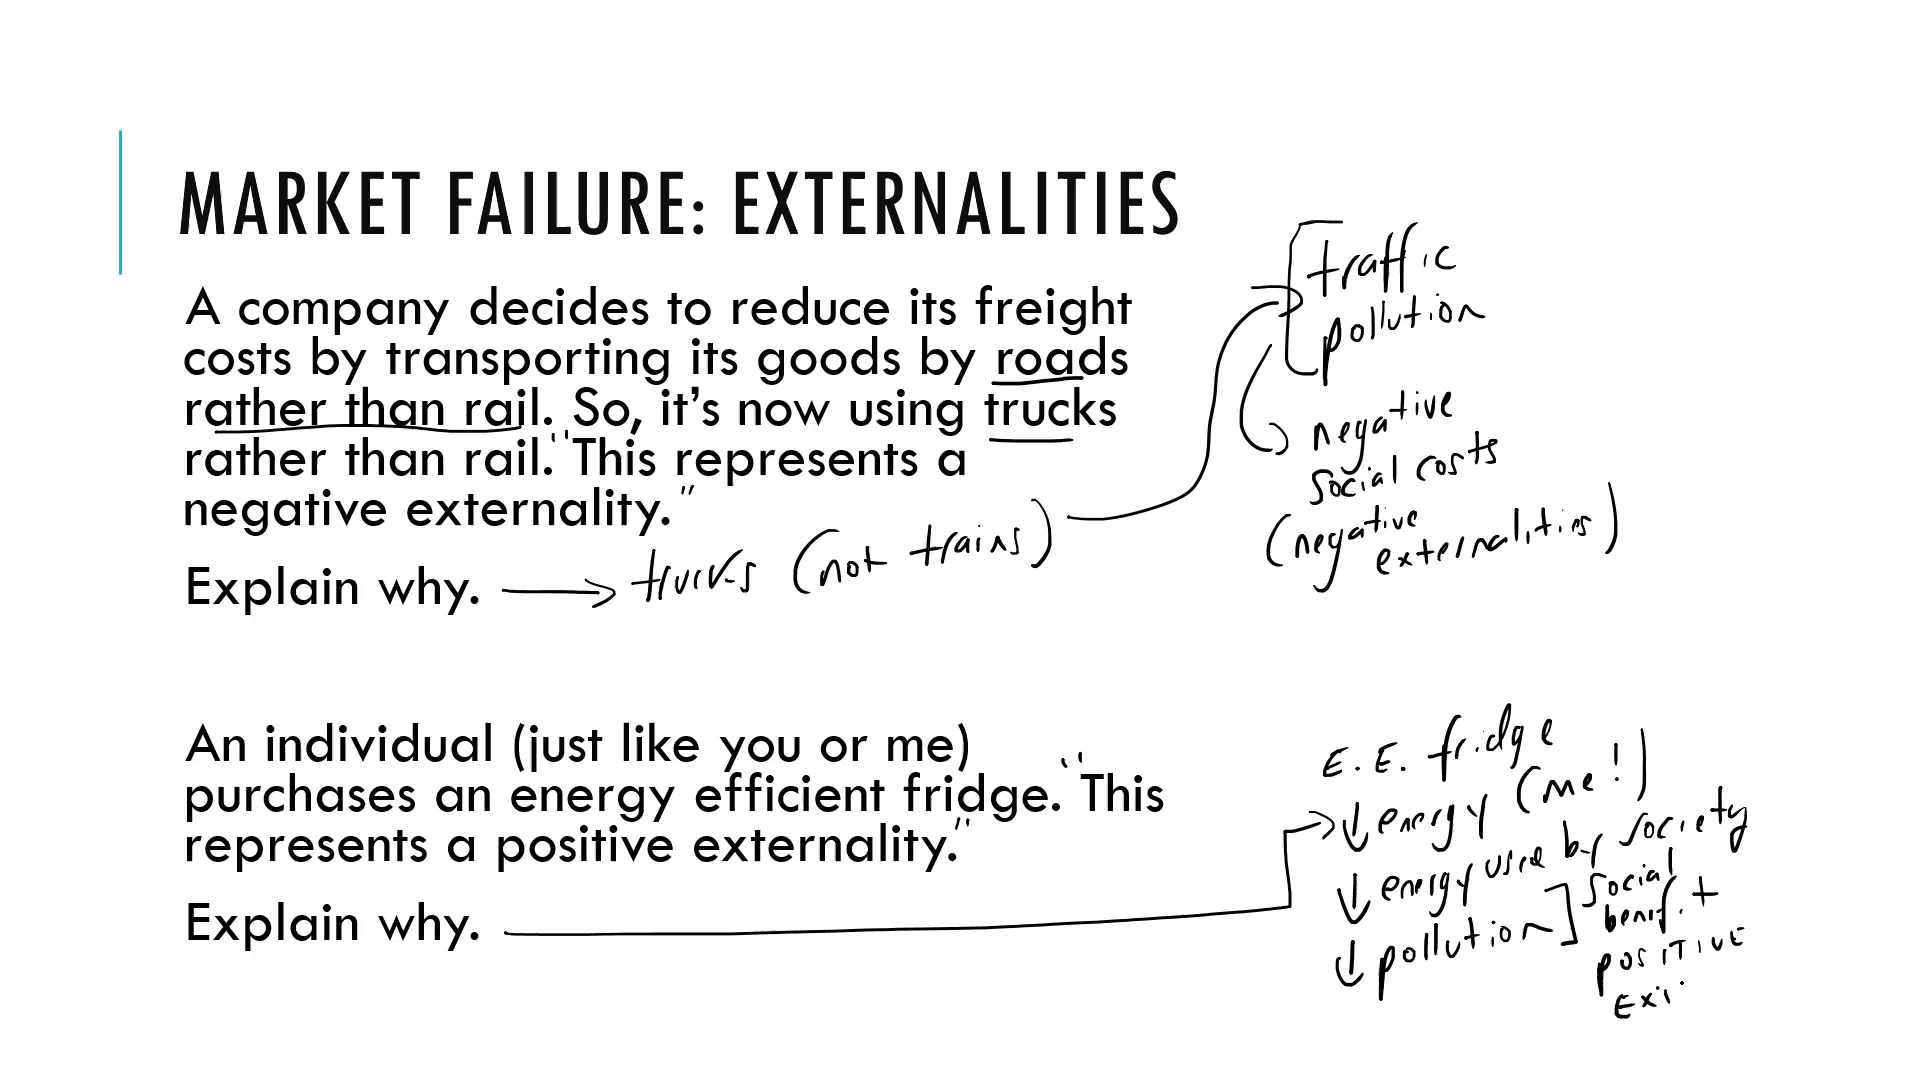 MARKET FAILURE: EXTERNALITIES
A company decides to reduce its freight
costs by transporting its goods by roads
rather than rail. So, it’s now using trucks
rather than rail. "This represents a
negative externality."
Explain why. → trucks (not trains)
traffic
pollution
negative
social costs
(negative
externalities)
An individual (just like you or me)
purchases an energy efficient fridge. "This
represents a positive externality."
Explain why.
E.E. fridge
↓ energy (me!)
↓ energy used by society
↓ pollution
social
benefit
positive